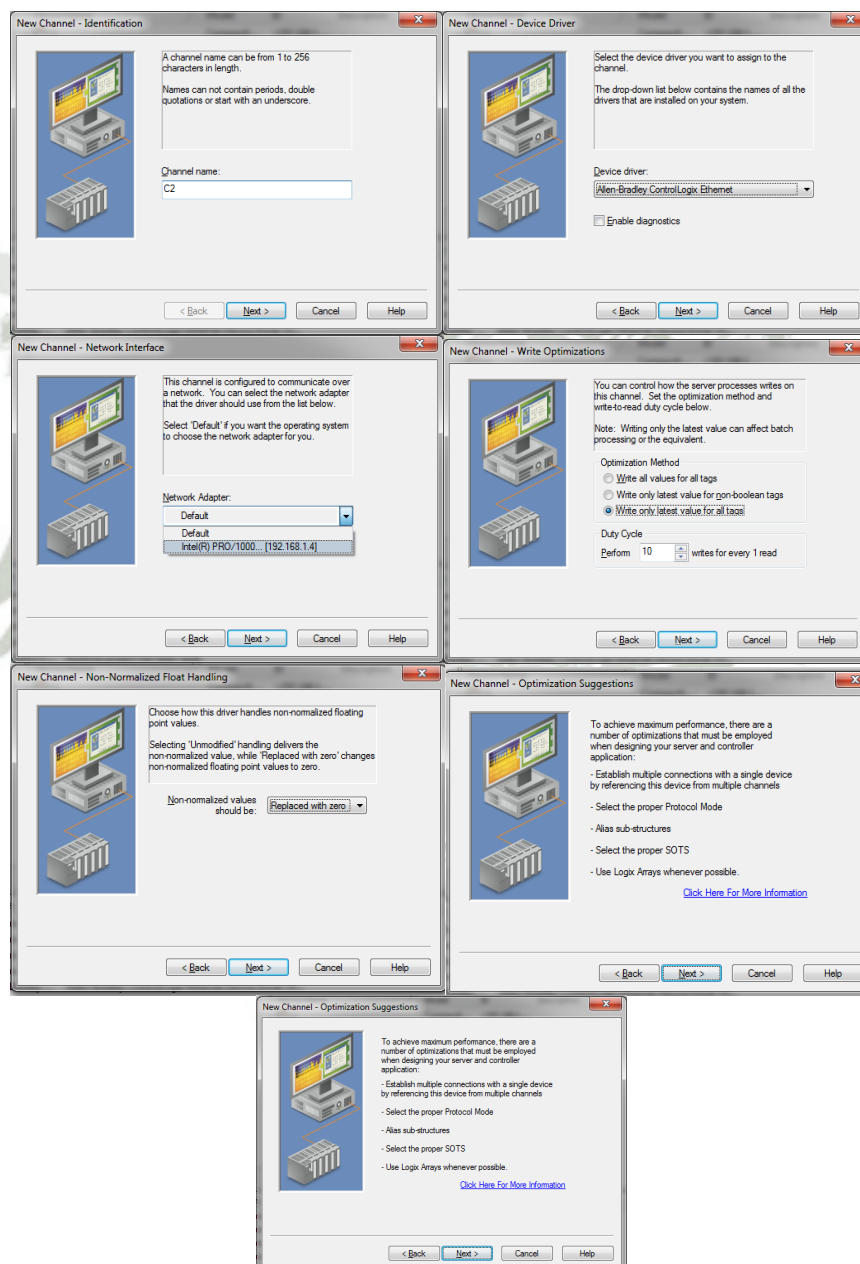 New Channel - Identification
A channel name can be from 1 to 256
characters in length.
Names can not contain periods, double
quotations or start with an underscore.
Channel name:
C2
< Back
Next >
Cancel
Help
New Channel - Device Driver
Select the device driver you want to assign to the
channel.
The drop-down list below contains the names of all the
drivers that are installed on your system.
Device driver:
Allen-Bradley ControlLogix Ethernet
Enable diagnostics
< Back
Next >
Cancel
Help
New Channel - Network Interface
This channel is configured to communicate over
a network. You can select the network adapter
that the driver should use from the list below.
Select 'Default' if you want the operating system
to choose the network adapter for you.
Network Adapter:
Default
Default
Intel(R) PRO/1000... [192.168.1.4]
< Back
Next >
Cancel
Help
New Channel - Write Optimizations
You can control how the server processes writes on
this channel. Set the optimization method and
write-to-read duty cycle below.
Note: Writing only the latest value can affect batch
processing or the equivalent.
Optimization Method
Write all values for all tags
Write only latest value for non-boolean tags
Write only latest value for all tags
Duty Cycle
Perform 10 writes for every 1 read
< Back
Next >
Cancel
Help
New Channel - Non-Normalized Float Handling
Choose how this driver handles non-normalized floating
point values.
Selecting 'Unmodified' handling delivers the
non-normalized value, while 'Replaced with zero' changes
non-normalized floating point values to zero.
Non-normalized values
should be:
Replaced with zero
< Back
Next >
Cancel
Help
New Channel - Optimization Suggestions
To achieve maximum performance, there are a
number of optimizations that must be employed
when designing your server and controller
application:
- Establish multiple connections with a single device
by referencing this device from multiple channels
- Select the proper Protocol Mode
- Alias sub-structures
- Select the proper SOTS
- Use Logix Arrays whenever possible.
Click Here For More Information
< Back
Next >
Cancel
Help
New Channel - Optimization Suggestions
To achieve maximum performance, there are a
number of optimizations that must be employed
when designing your server and controller
application:
- Establish multiple connections with a single device
by referencing this device from multiple channels
- Select the proper Protocol Mode
- Alias sub-structures
- Select the proper SOTS
- Use Logix Arrays whenever possible.
Click Here For More Information
< Back
Next >
Cancel
Help